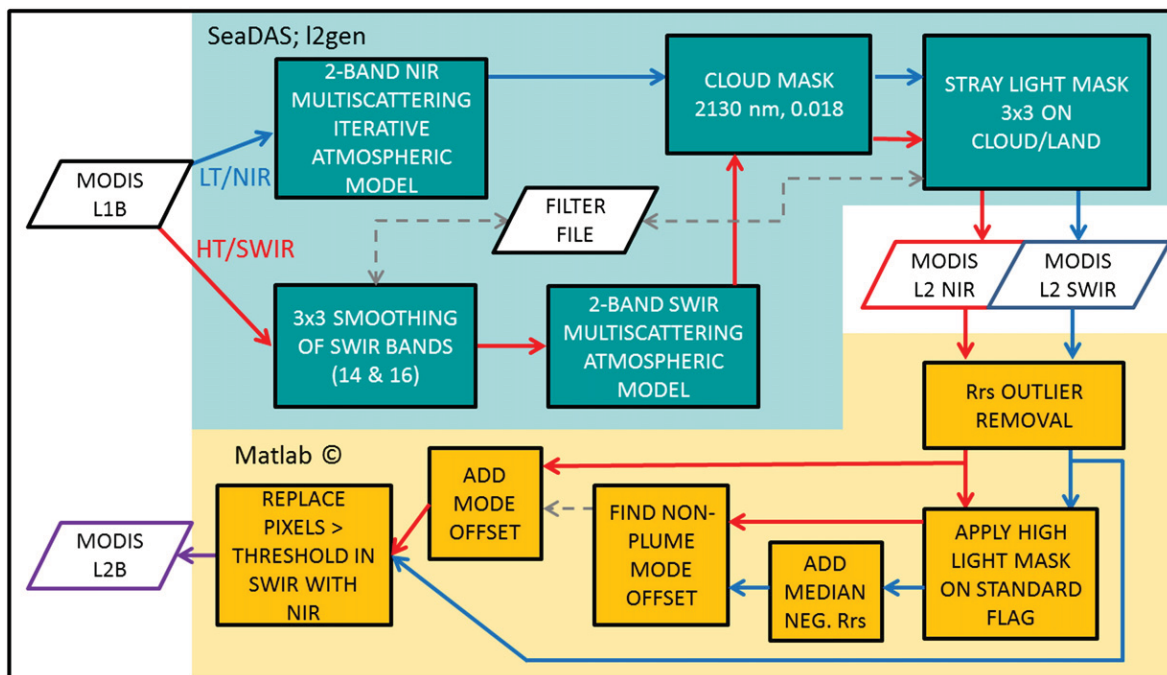 SeaDAS; l2gen
2-BAND NIR
MULTISCATTERING
ITERATIVE
ATMOSPHERIC
MODEL
CLOUD MASK
2130 nm, 0.018
STRAY LIGHT MASK
3x3 ON
CLOUD/LAND
MODIS
L1B
LT/NIR
HT/SWIR
FILTER
FILE
3x3 SMOOTHING
OF SWIR BANDS
(14 & 16)
2-BAND SWIR
MULTISCATTERING
ATMOSPHERIC
MODEL
MODIS
L2 NIR
MODIS
L2 SWIR
Rrs OUTLIER
REMOVAL
Matlab ©
ADD
MODE
OFFSET
REPLACE
PIXELS >
THRESHOLD IN
SWIR WITH
NIR
FIND NON-
PLUME
MODE
OFFSET
ADD
MEDIAN
NEG. Rrs
APPLY HIGH
LIGHT MASK
ON STANDARD
FLAG
MODIS
L2B